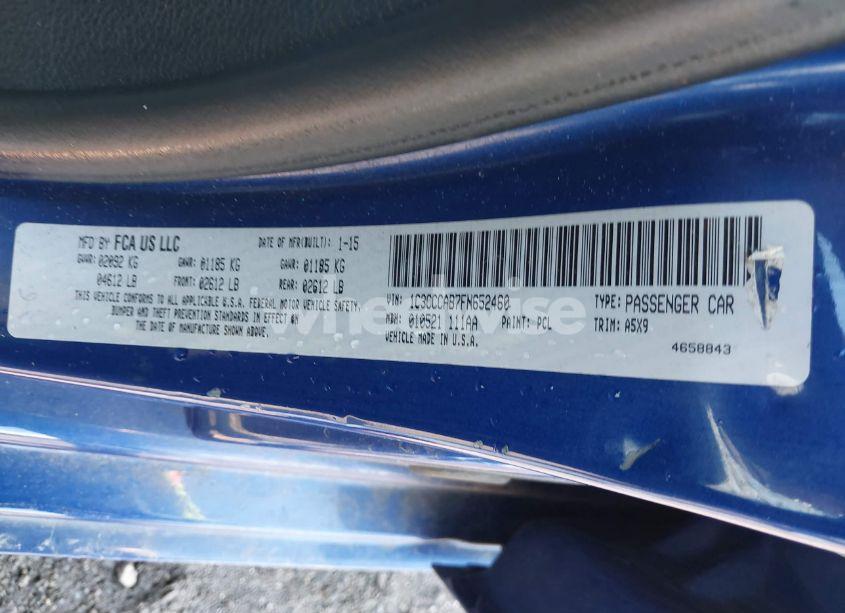 MFD BY FCA US LLC DATE OF MFR(BUILT): 1-15
GAWR: 02092 KG GAWR: 01185 KG GAWR: 01185 KG
04612 LB FRONT: 02612 LB REAR: 02612 LB
THIS VEHICLE CONFORMS TO ALL APPLICABLE U.S.A. FEDERAL MOTOR VEHICLE SAFETY,
BUMPER AND THEFT PREVENTION STANDARDS IN EFFECT ON
THE DATE OF MANUFACTURE SHOWN ABOVE.
VIN: 1C3CCCAB7FN652460 TYPE: PASSENGER CAR
MDH: 010521 111AA PAINT: PCL TRIM: A5X9
VEHICLE MADE IN U.S.A.
4658843